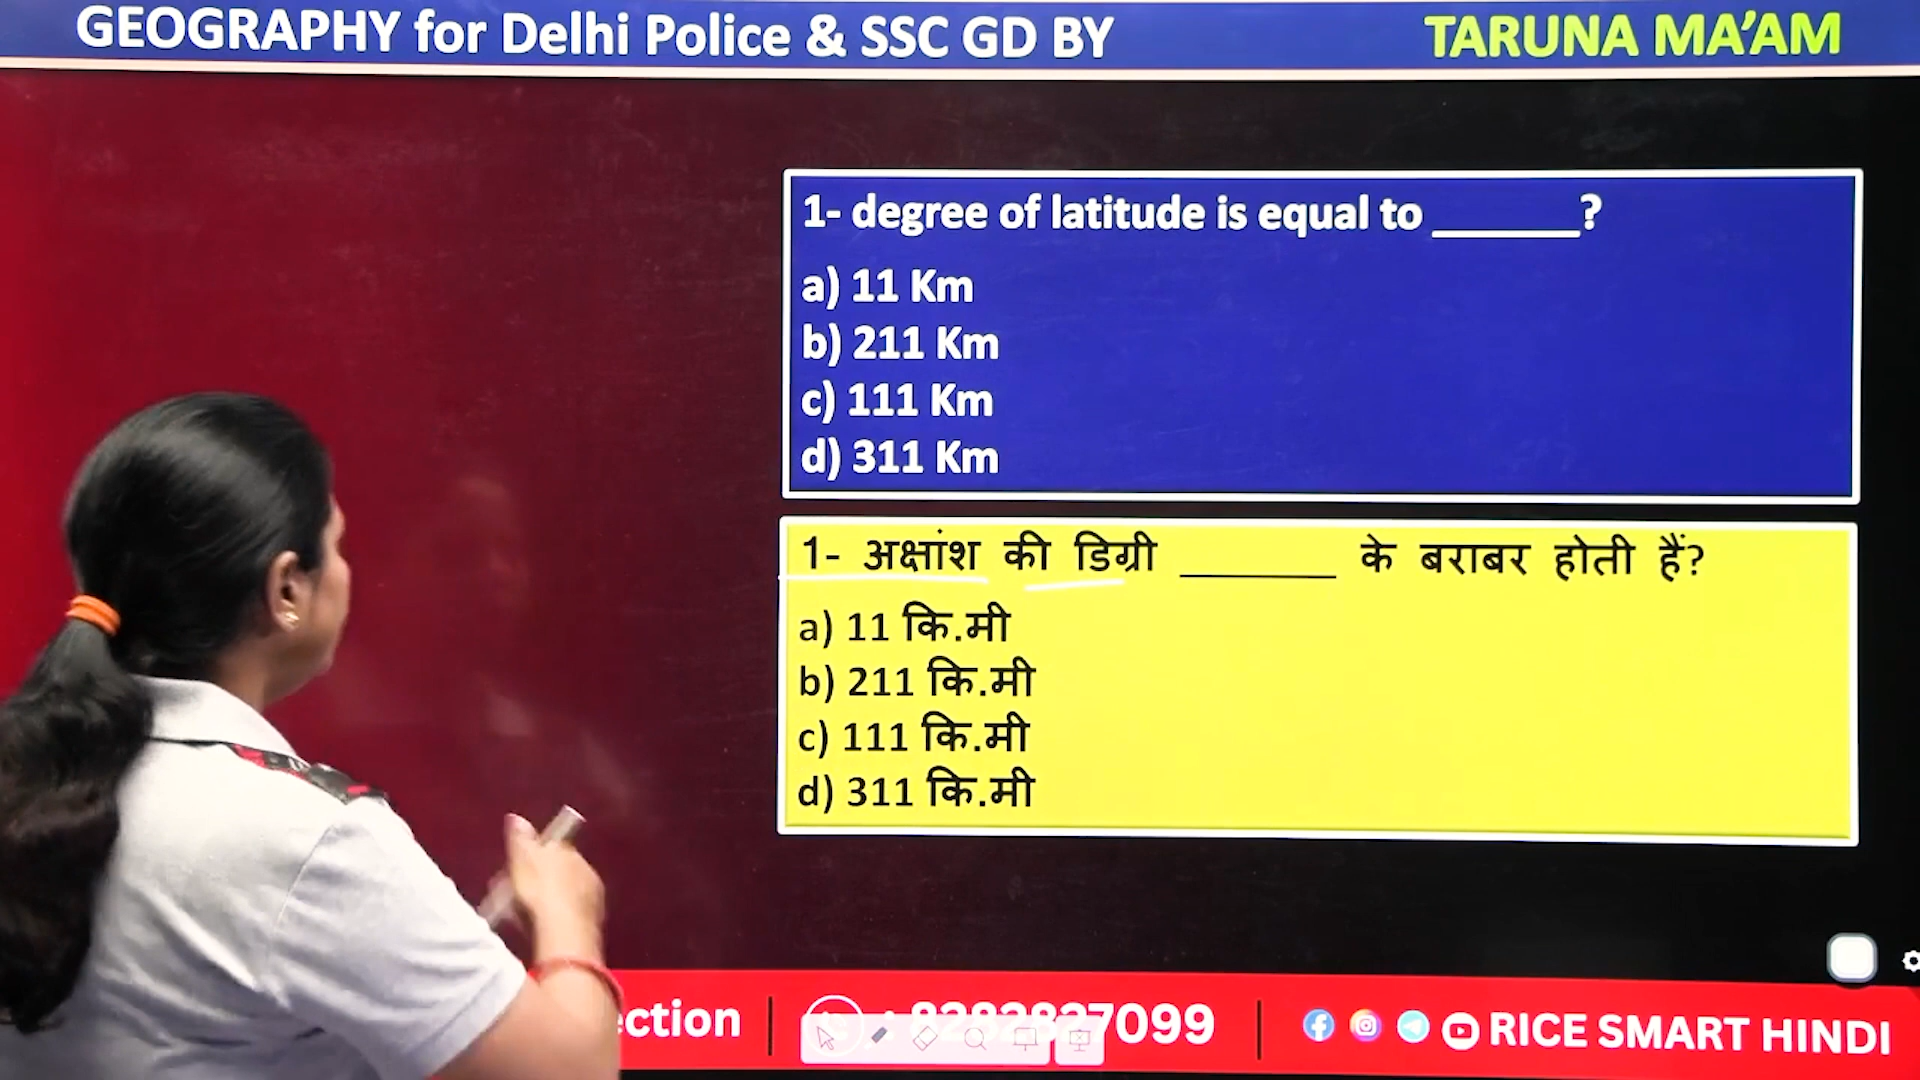 GEOGRAPHY for Delhi Police & SSC GD BY TARUNA MA'AM
1- degree of latitude is equal to ______?
a) 11 Km
b) 211 Km
c) 111 Km
d) 311 Km
1- अक्षांश की डिग्री ______ के बराबर होती हैं?
a) 11 कि.मी
b) 211 कि.मी
c) 111 कि.मी
d) 311 कि.मी
ection | : 8282827099 | RICE SMART HINDI